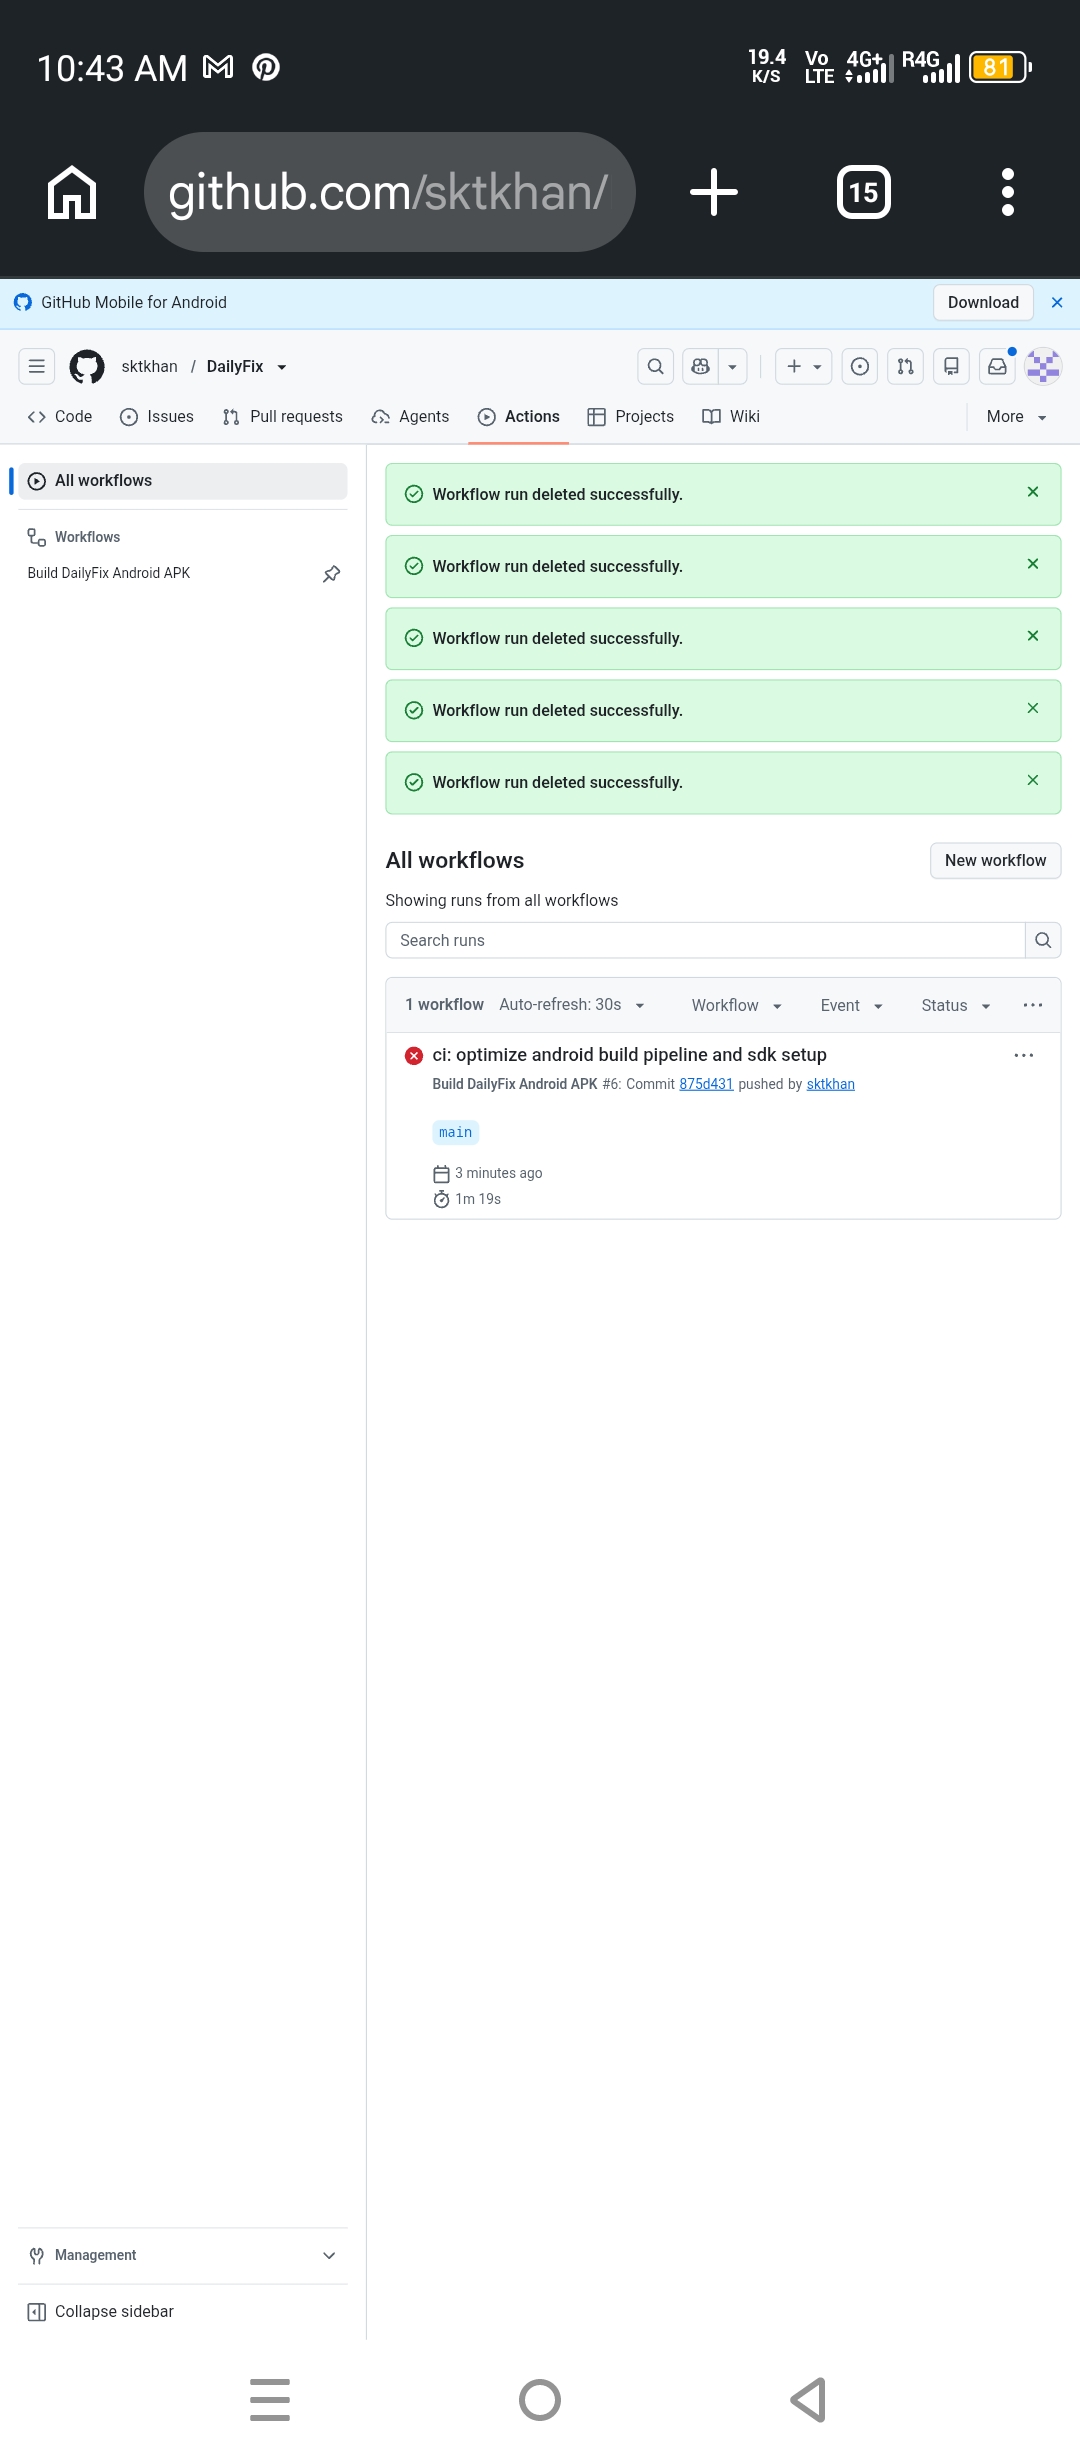 10:43 AM
19.4 K/S Vo LTE 4G+ R4G 81
github.com/sktkhan/
15
GitHub Mobile for Android
Download
sktkhan / DailyFix
Code
Issues
Pull requests
Agents
Actions
Projects
Wiki
More
All workflows
Workflows
Build DailyFix Android APK
Workflow run deleted successfully.
Workflow run deleted successfully.
Workflow run deleted successfully.
Workflow run deleted successfully.
Workflow run deleted successfully.
All workflows
New workflow
Showing runs from all workflows
Search runs
1 workflow Auto-refresh: 30s Workflow Event Status
ci: optimize android build pipeline and sdk setup
Build DailyFix Android APK #6: Commit 875d431 pushed by sktkhan
main
3 minutes ago
1m 19s
Management
Collapse sidebar